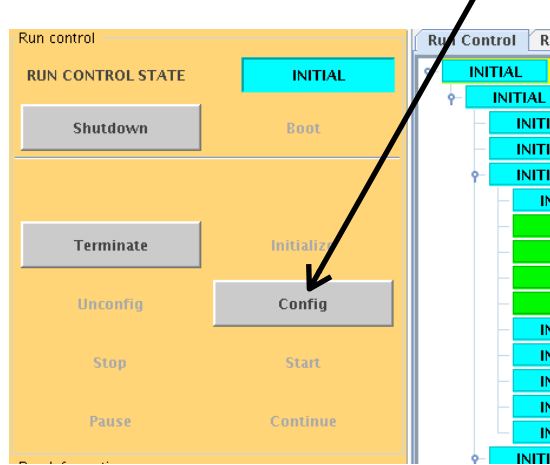 Run control
Run Control
RUN CONTROL STATE
INITIAL
INITIAL
INITIAL
Shutdown
Boot
Terminate
Initialize
Unconfig
Config
Stop
Start
Pause
Continue